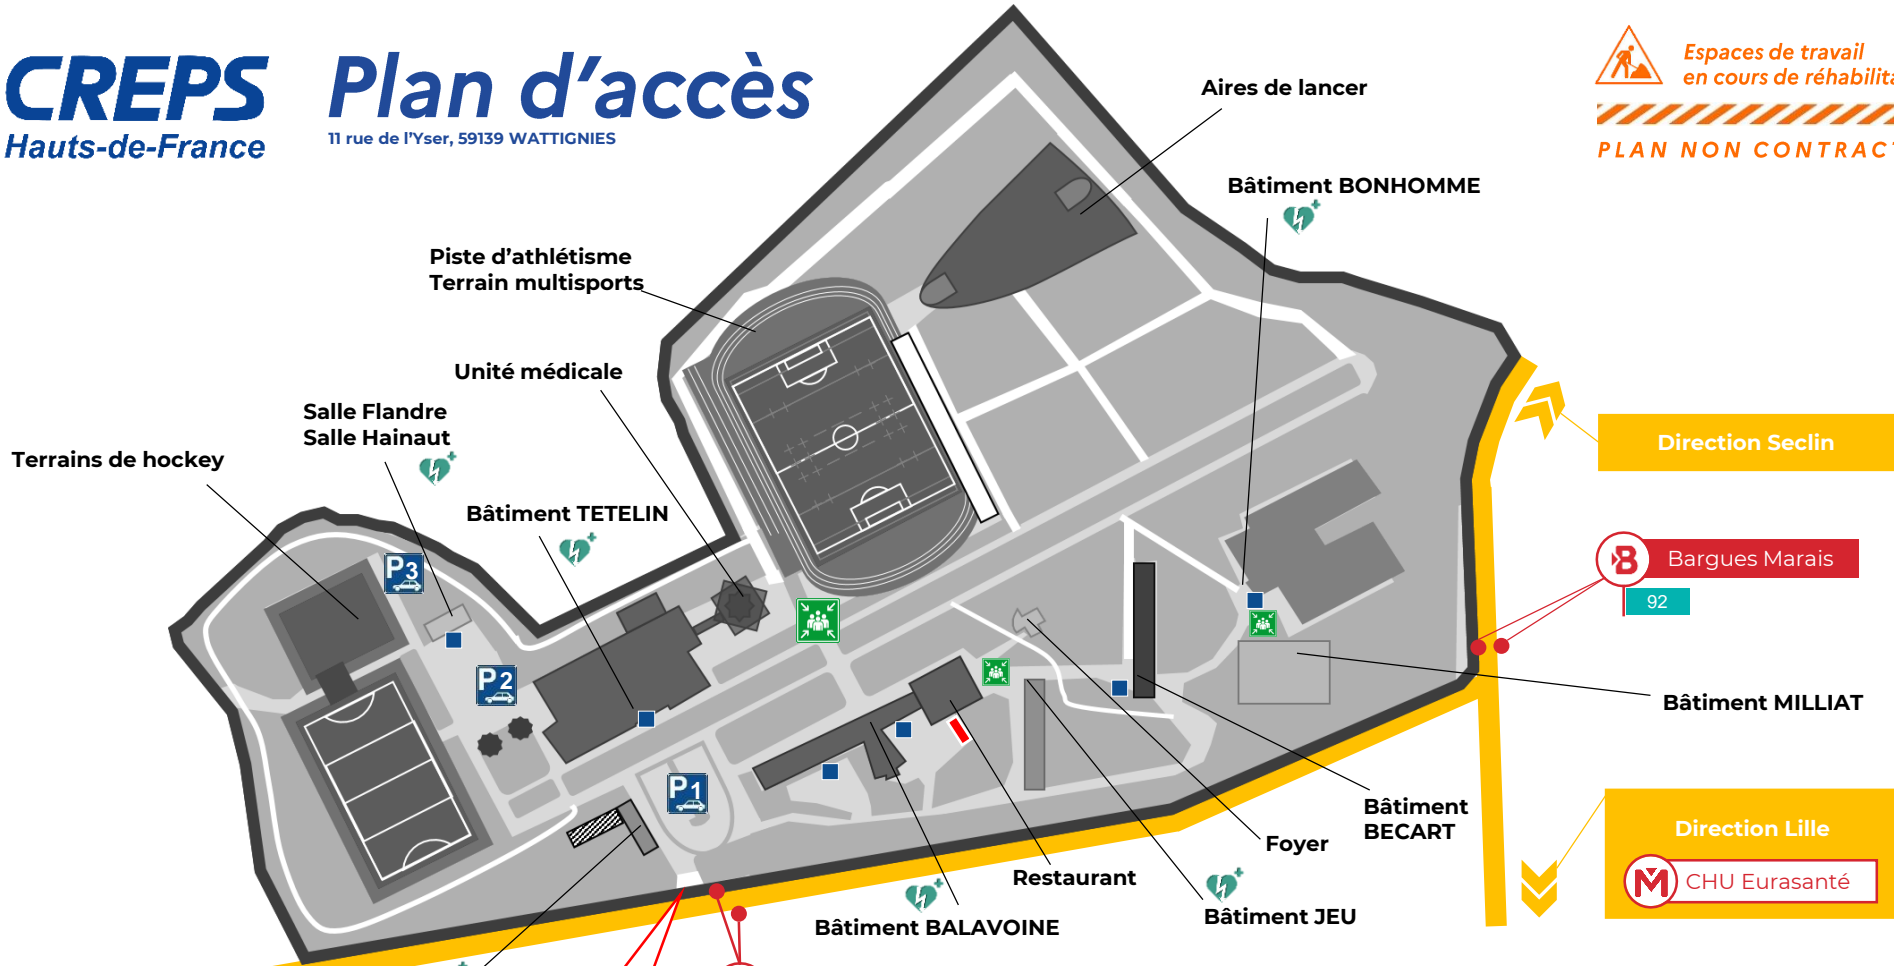 CREPS
Hauts-de-France
Plan d'accès
11 rue de l'Yser, 59139 WATTIGNIES
Espaces de travail
en cours de
PLAN NON
Aires de lancer
Bâtiment BONHOMME
Piste d'athlétisme
Terrain multisports
Unité médicale
Salle Flandre
Salle Hainaut
Terrains de hockey
Bâtiment TETELIN
Direction Seclin
B
Bargues Marais
92
P3
P2
P1
Bâtiment MILLIAT
Bâtiment
BECART
Foyer
Restaurant
Bâtiment JEU
Bâtiment BALAVOINE
Direction Lille
M
CHU Eurasanté